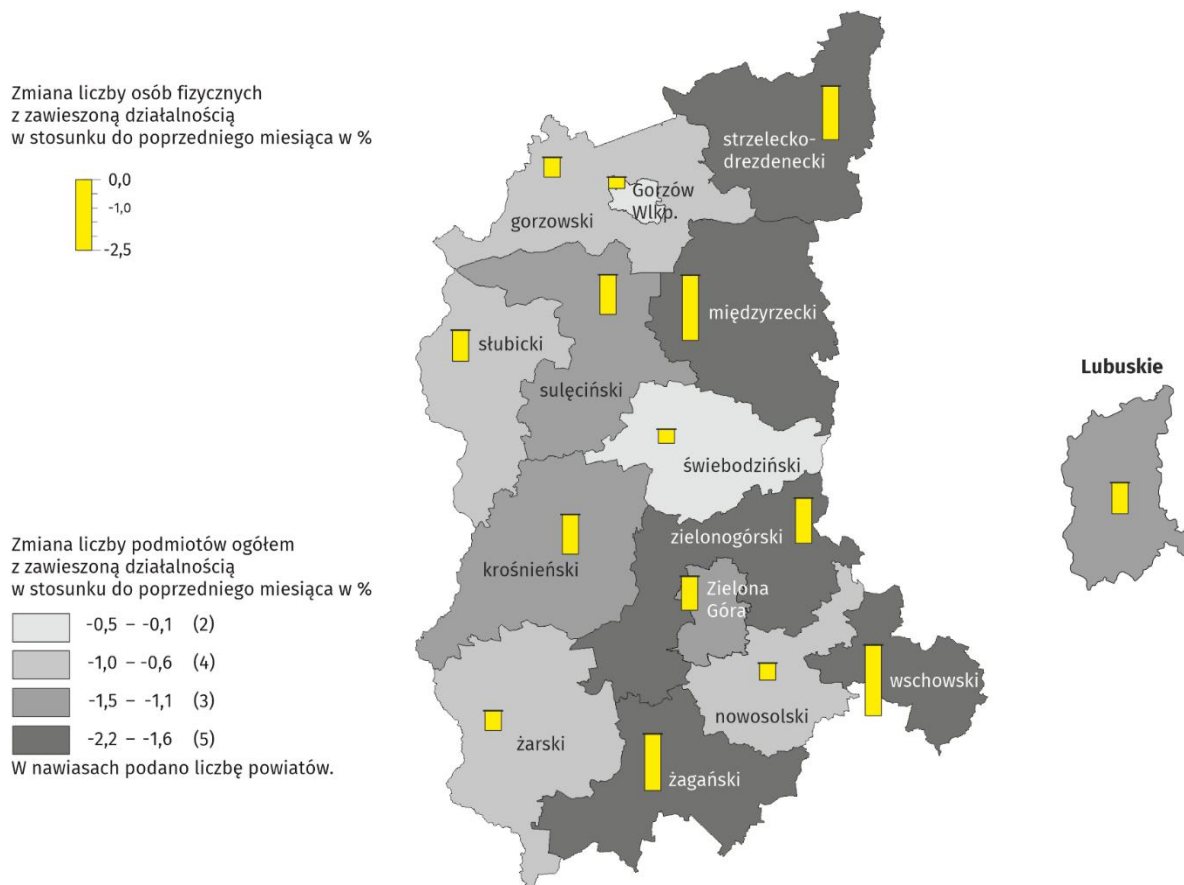 Zmiana liczby osób fizycznych
z zawieszoną działalnością
w stosunku do poprzedniego miesiąca w %
0,0
-1,0
-2,5
strzelecko-
drezdenecki
Gorzów
Wlkp.
gorzowski
międzyrzecki
słubicki
sulęciński
Lubuskie
świebodziński
zielonogórski
krośnieński
Zielona
Góra
wschowski
nowosolski
żarski
żagański
Zmiana liczby podmiotów ogółem
z zawieszoną działalnością
w stosunku do poprzedniego miesiąca w %
-0,5 – -0,1 (2)
-1,0 – -0,6 (4)
-1,5 – -1,1 (3)
-2,2 – -1,6 (5)
W nawiasach podano liczbę powiatów.